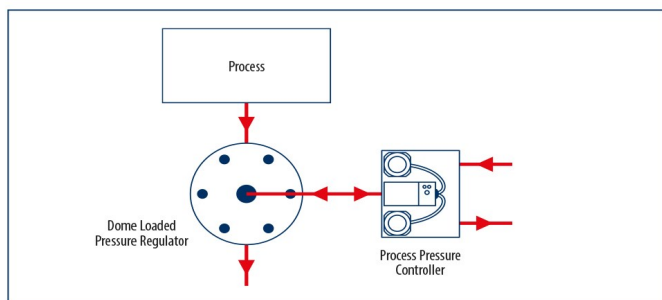 Process
Dome Loaded
Pressure Regulator
Process Pressure
Controller